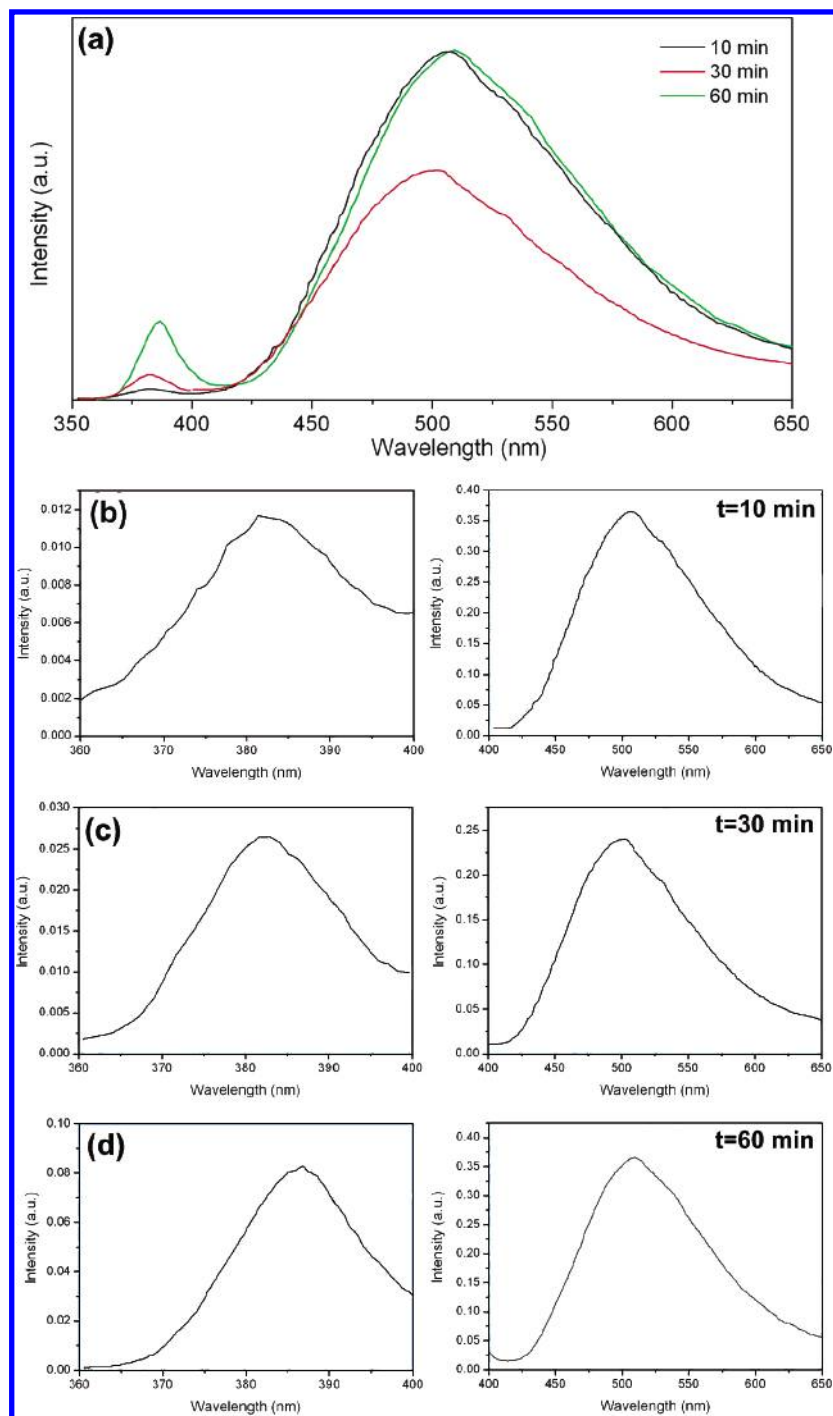 (a)
10 min
30 min
60 min
Intensity (a.u.)
350 400 450 500 550 600 650
Wavelength (nm)
(b)
0.012
0.010
0.008
0.006
0.004
0.002
0.000
Intensity (a.u.)
360 370 380 390 400
Wavelength (nm)
t=10 min
0.40
0.35
0.30
0.25
0.20
0.15
0.10
0.05
0.00
Intensity (a.u.)
400 450 500 550 600 650
Wavelength (nm)
(c)
0.030
0.025
0.020
0.015
0.010
0.005
0.000
Intensity (a.u.)
360 370 380 390 400
Wavelength (nm)
t=30 min
0.25
0.20
0.15
0.10
0.05
0.00
Intensity (a.u.)
400 450 500 550 600 650
Wavelength (nm)
(d)
0.10
0.08
0.06
0.04
0.02
0.00
Intensity (a.u.)
360 370 380 390 400
Wavelength (nm)
t=60 min
0.40
0.35
0.30
0.25
0.20
0.15
0.10
0.05
0.00
Intensity (a.u.)
400 450 500 550 600 650
Wavelength (nm)